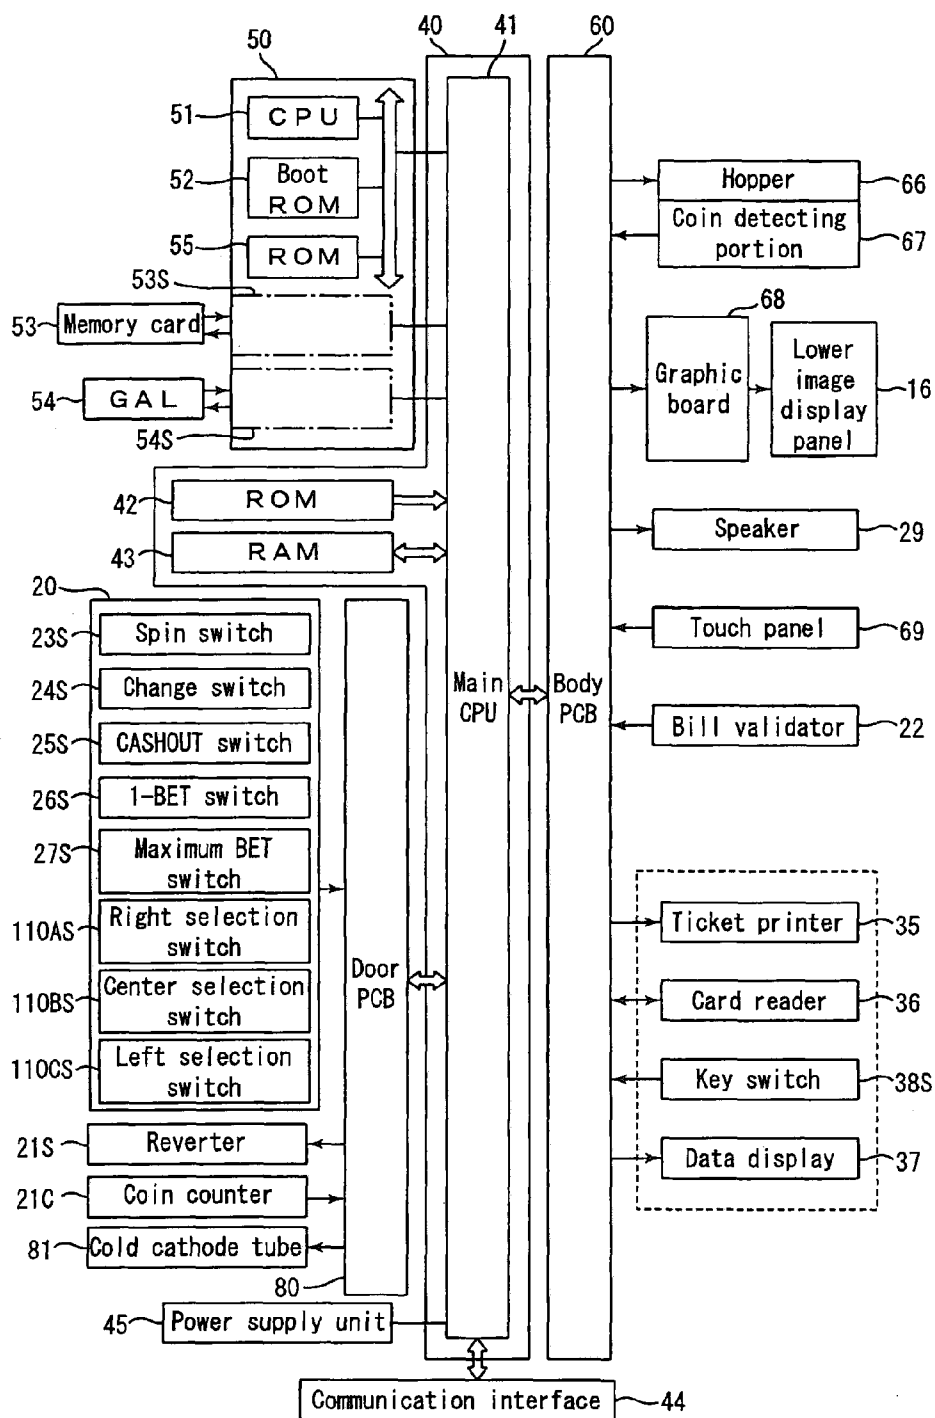 50
40
41
60
51
CPU
52
Boot
ROM
55
ROM
53S
53
Memory card
54
GAL
54S
42
ROM
43
RAM
20
23S
Spin switch
24S
Change switch
25S
CASHOUT switch
26S
1-BET switch
27S
Maximum BET
switch
110AS
Right selection
switch
110BS
Center selection
switch
110CS
Left selection
switch
21S
Reverter
21C
Coin counter
81
Cold cathode tube
80
45
Power supply unit
Door
PCB
Main
CPU
Body
PCB
Hopper
66
Coin detecting
portion
67
68
Graphic
board
Lower
image
display
panel
16
Speaker
29
Touch panel
69
Bill validator
22
Ticket printer
35
Card reader
36
Key switch
38S
Data display
37
Communication interface
44